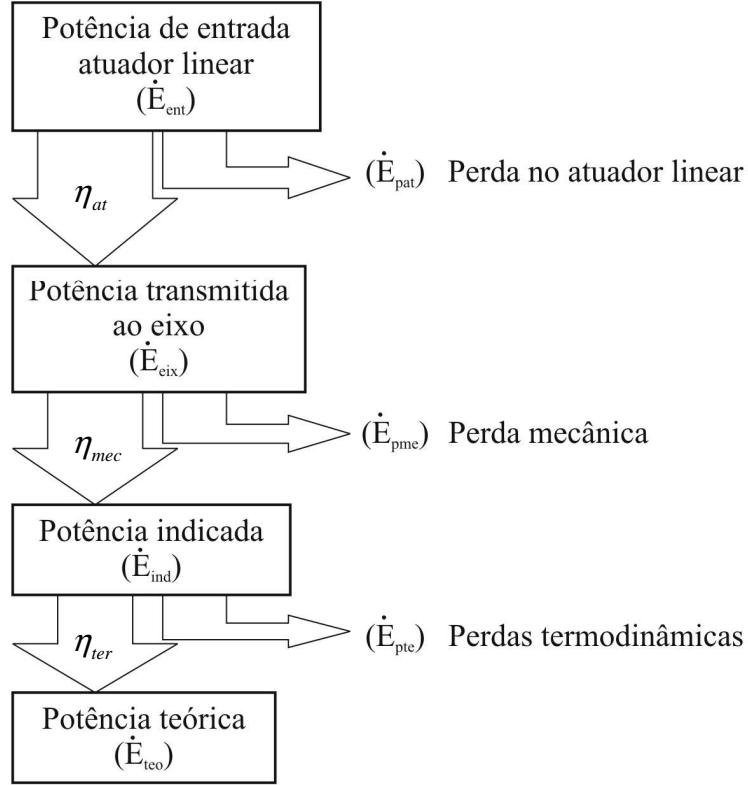 Potência de entrada
atuador linear
(Ė_ent)
η_at
(Ė_pat) Perda no atuador linear
Potência transmitida
ao eixo
(Ė_eix)
η_mec
(Ė_pme) Perda mecânica
Potência indicada
(Ė_ind)
η_ter
(Ė_pte) Perdas termodinâmicas
Potência teórica
(Ė_teo)